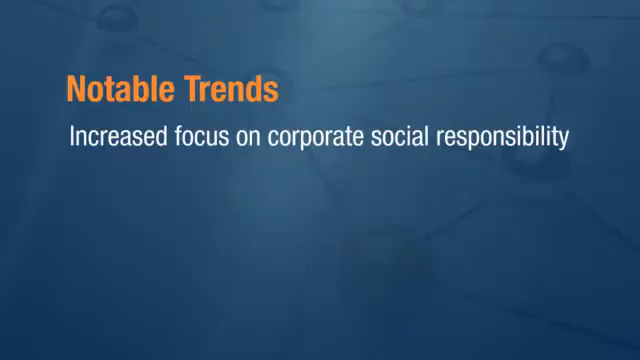 Notable Trends
Increased focus on corporate social responsibility